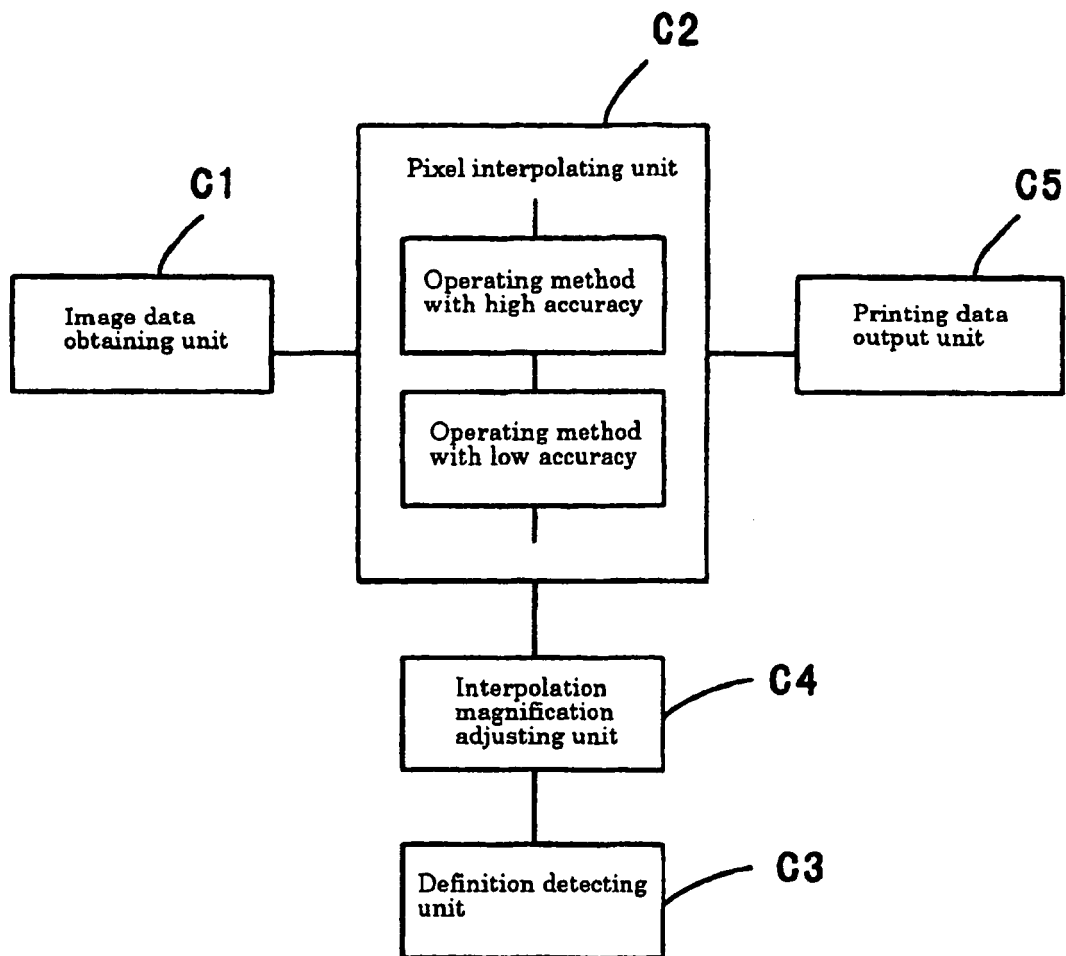 C2
Pixel interpolating unit
C1
C5
Operating method
with high accuracy
Image data
obtaining unit
Printing data
output unit
Operating method
with low accuracy
Interpolation
magnification
adjusting unit
C4
Definition detecting
unit
C3